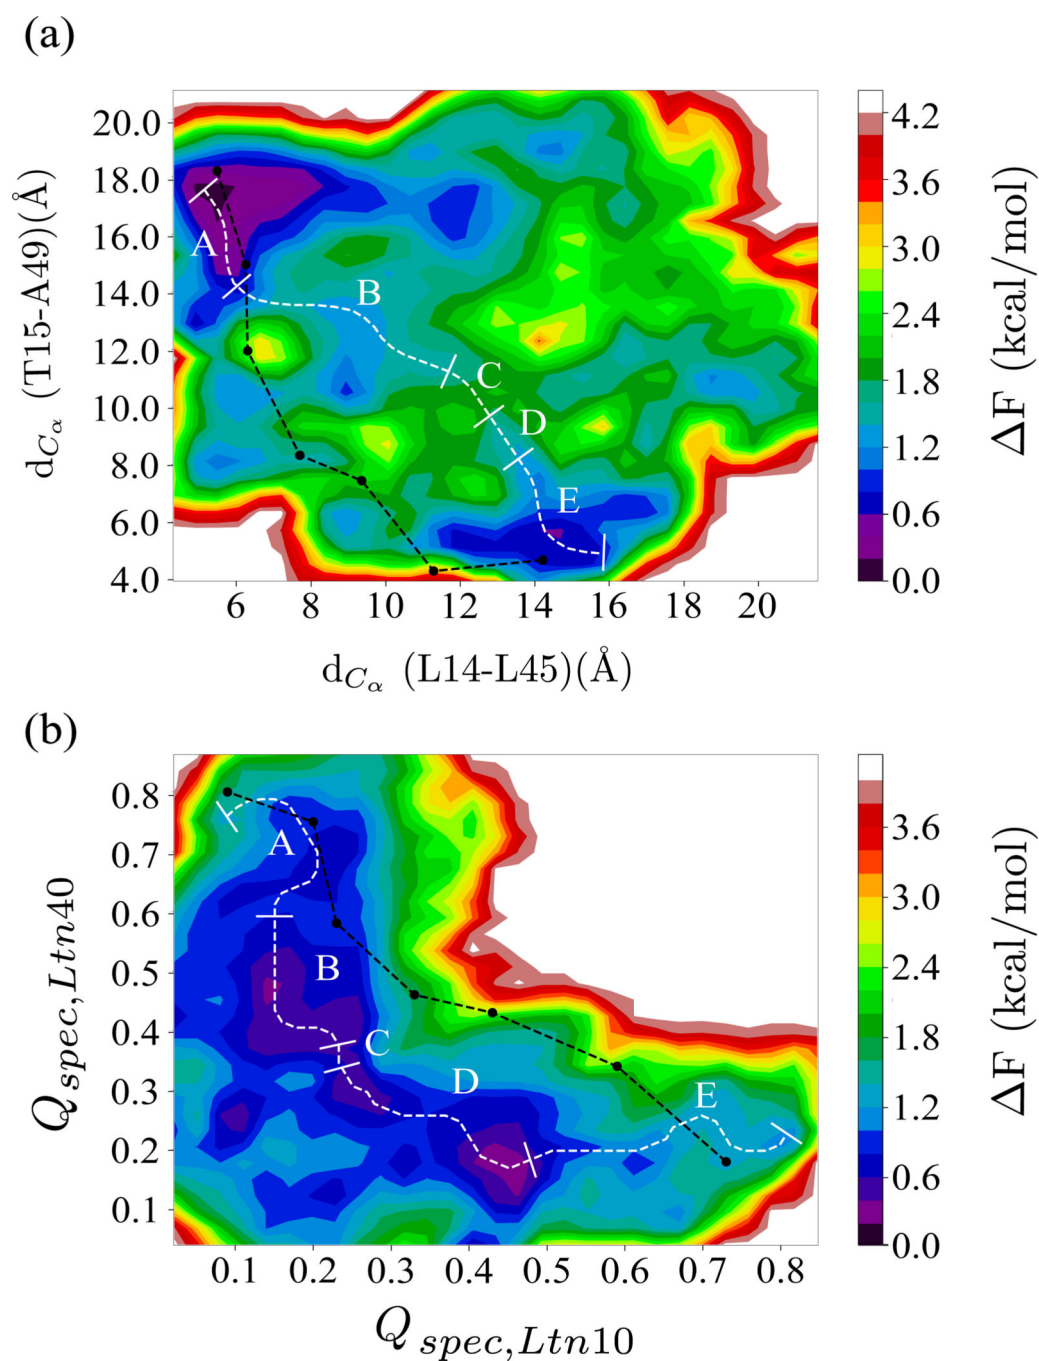 (a)
20.0
18.0
16.0
14.0
12.0
10.0
8.0
6.0
4.0
d_{C_α} (T15-A49)(Å)
A
B
C
D
E
6
8
10
12
14
16
18
20
d_{C_α} (L14-L45)(Å)
4.2
3.6
3.0
2.4
1.8
1.2
0.6
0.0
ΔF (kcal/mol)
(b)
0.8
0.7
0.6
0.5
0.4
0.3
0.2
0.1
Q_{spec,Ltn40}
A
B
C
D
E
0.1
0.2
0.3
0.4
0.5
0.6
0.7
0.8
Q_{spec,Ltn10}
3.6
3.0
2.4
1.8
1.2
0.6
0.0
ΔF (kcal/mol)